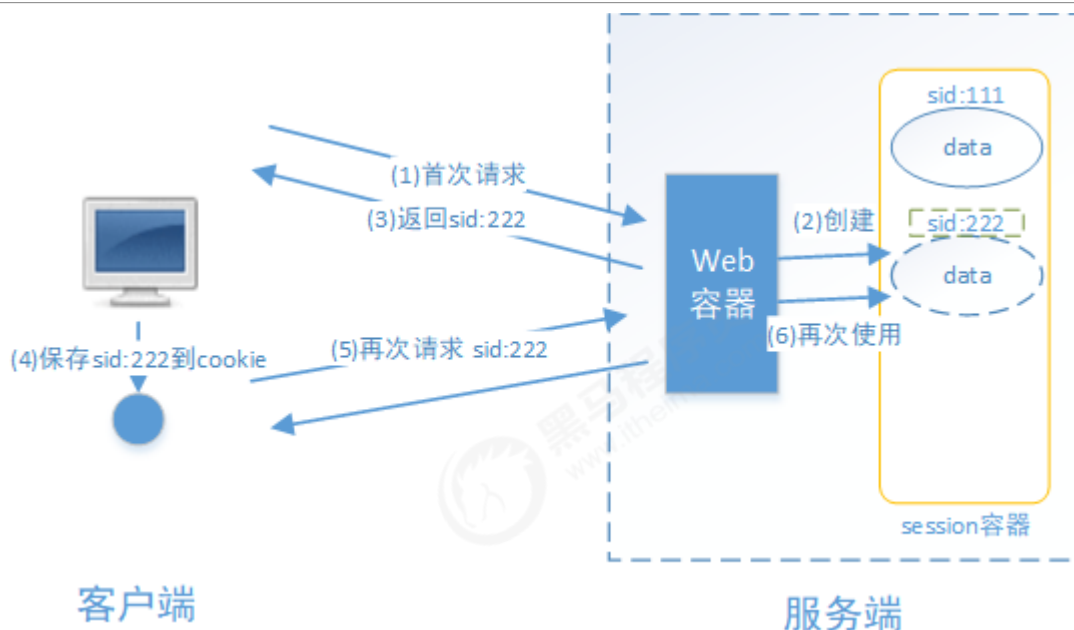 sid:111
data
(1)首次请求
(3)返回sid:222
(2)创建
sid:222
data
Web
容器
(6)再次使用
(4)保存sid:222到cookie
(5)再次请求 sid:222
session容器
客户端
服务端